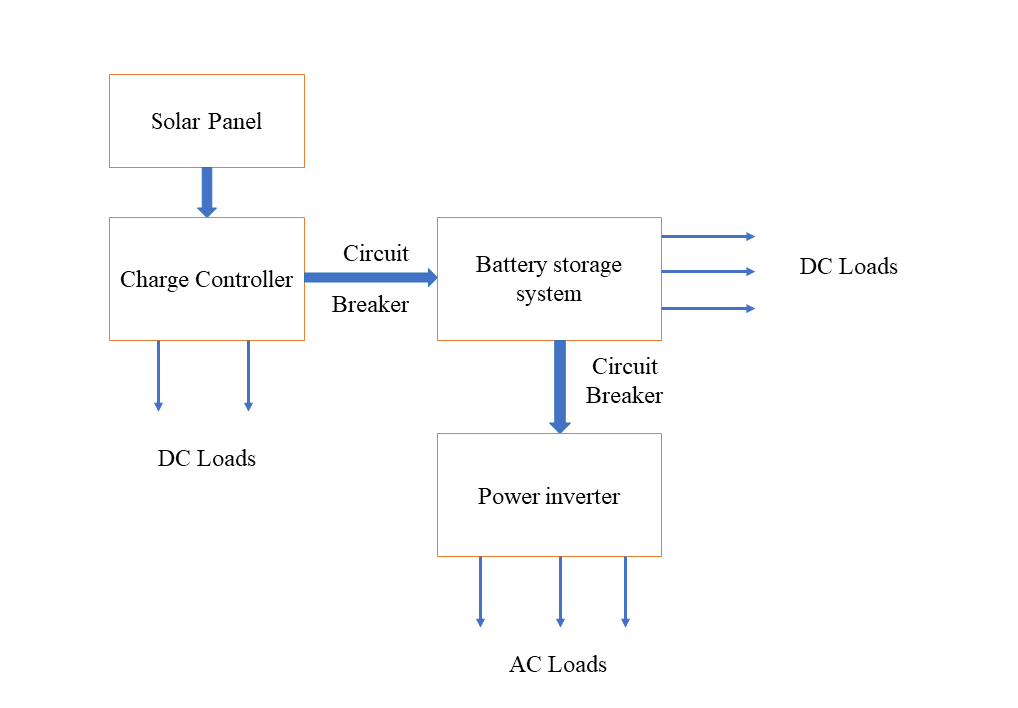 Solar Panel
Charge Controller
Circuit
Breaker
Battery storage
system
DC Loads
DC Loads
Circuit
Breaker
Power inverter
AC Loads